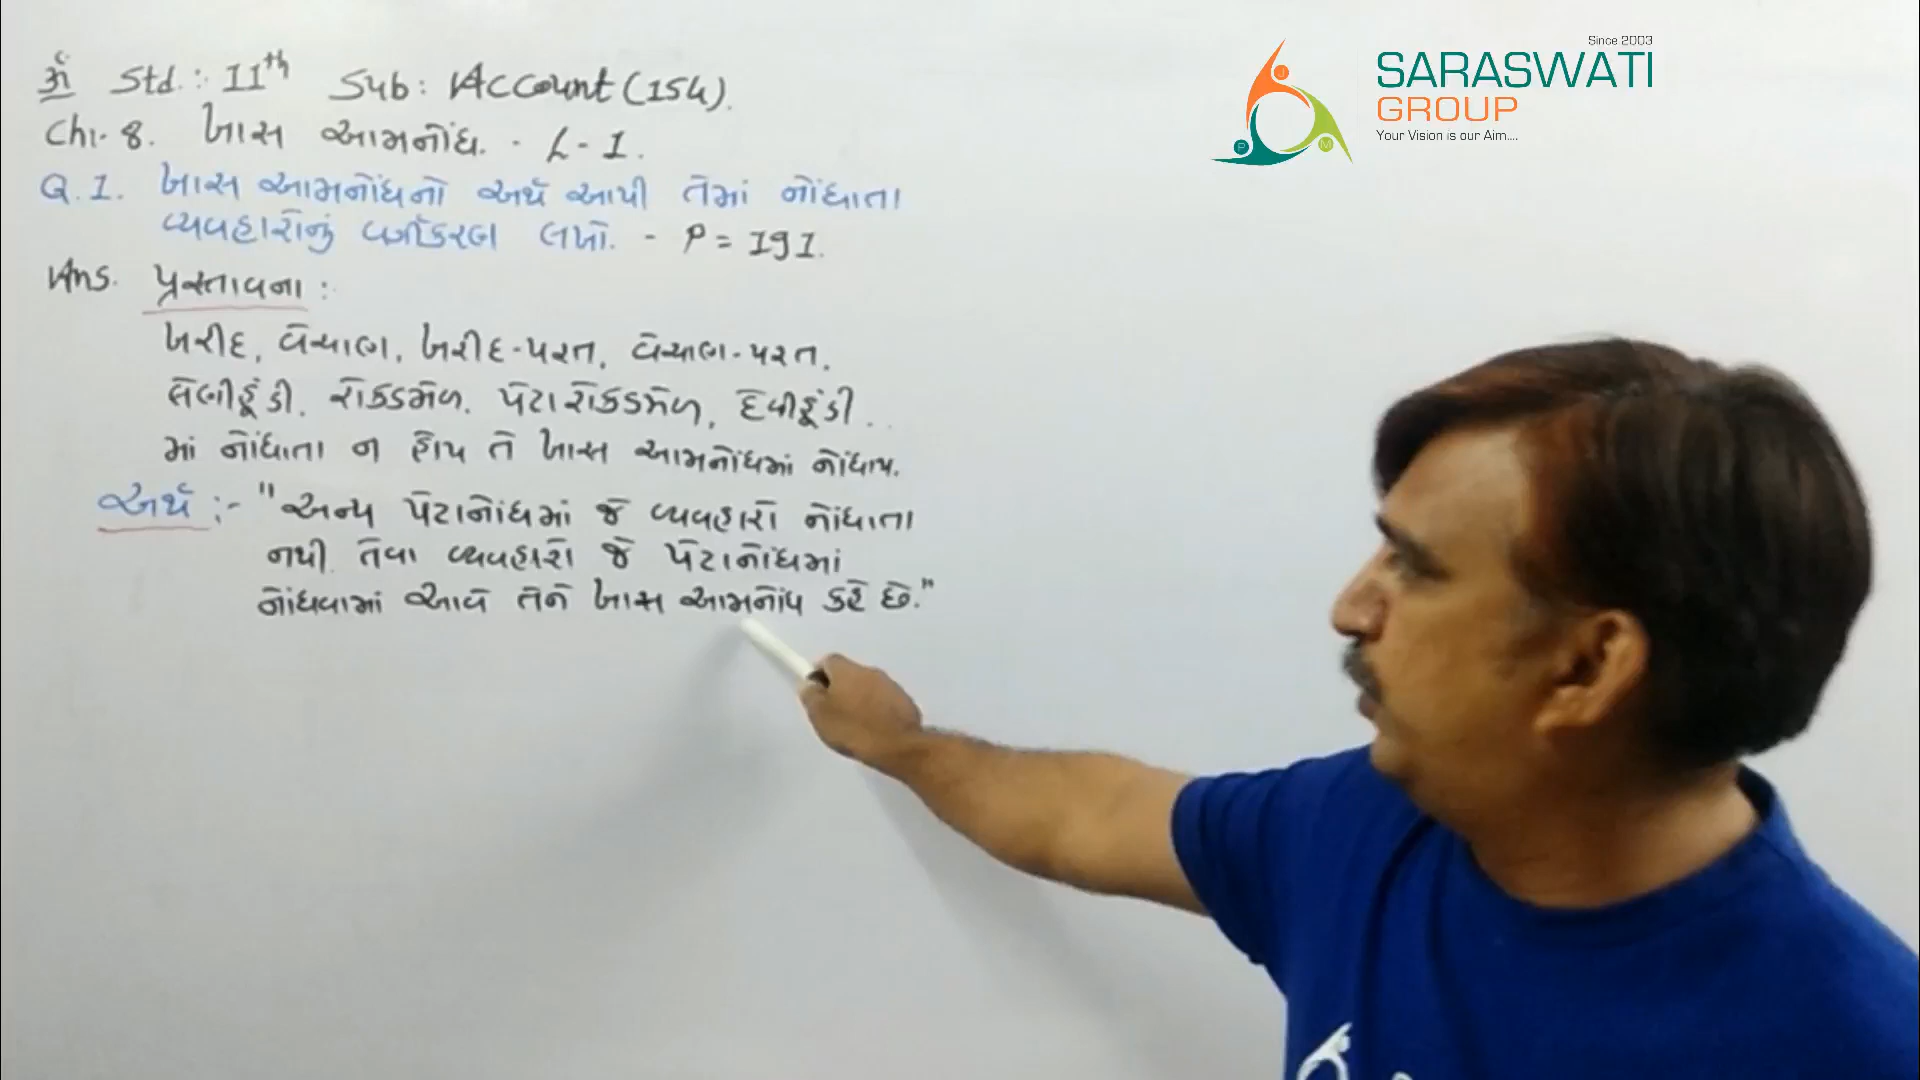 ૐ Std.: 11th Sub: Account (154).
Ch:- 8. ખાસ આમનોંધ. - L-1.
Q.1. ખાસ આમનોંધનો અર્થ આપી તેમાં નોંધાતા
વ્યવહારોનું વર્ગીકરણ લખો. - P = 191.
Ans. પ્રસ્તાવના :
ખરીદ, વેચાણ, ખરીદ-પરત, વેચાણ-પરત,
લેણીહૂંડી. રોકડમેળ. પેટા રોકડમેળ, દેવીહૂંડી..
માં નોંધાતા ન હોય તે ખાસ આમનોંધમાં નોંધાય.
અર્થ :- "અન્ય પેટાનોંધમાં જે વ્યવહારો નોંધાતા
નથી તેવા વ્યવહારો જે પેટાનોંધમાં
નોંધવામાં આવે તેને ખાસ આમનોંધ કહે છે."
Since 2003
SARASWATI
GROUP
Your Vision is our Aim....
J
P
M